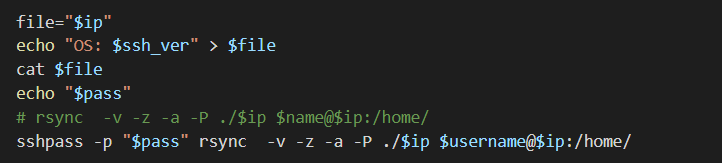 file="$ip"
echo "OS: $ssh_ver" > $file
cat $file
echo "$pass"
# rsync  -v -z -a -P ./$ip $name@$ip:/home/
sshpass -p "$pass" rsync  -v -z -a -P ./$ip $username@$ip:/home/